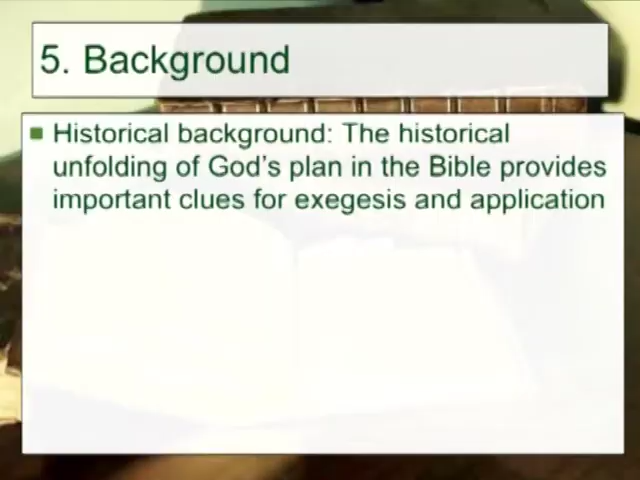 5. Background
Historical background: The historical
unfolding of God's plan in the Bible provides
important clues for exegesis and application